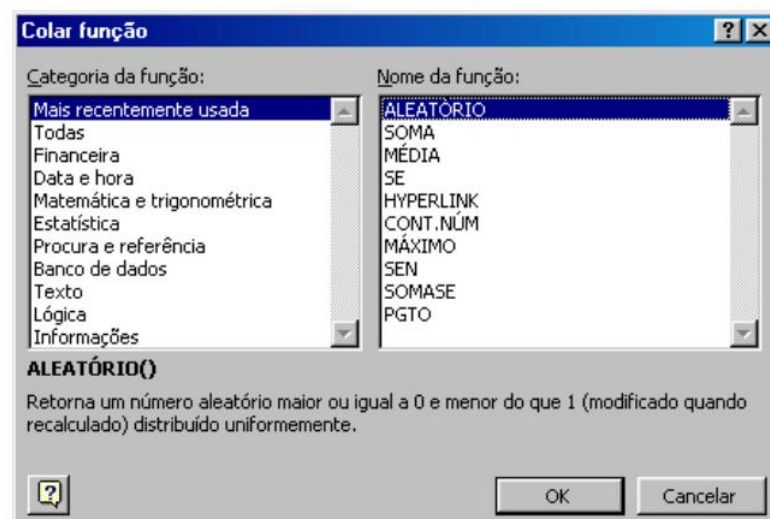 Colar função
Categoria da função:
Mais recentemente usada
Todas
Financeira
Data e hora
Matemática e trigonométrica
Estatística
Procura e referência
Banco de dados
Texto
Lógica
Informações
Nome da função:
ALEATÓRIO
SOMA
MÉDIA
SE
HYPERLINK
CONT.NÚM
MÁXIMO
SEN
SOMASE
PGTO
ALEATÓRIO()
Retorna um número aleatório maior ou igual a 0 e menor do que 1 (modificado quando
recalculado) distribuído uniformemente.
OK
Cancelar